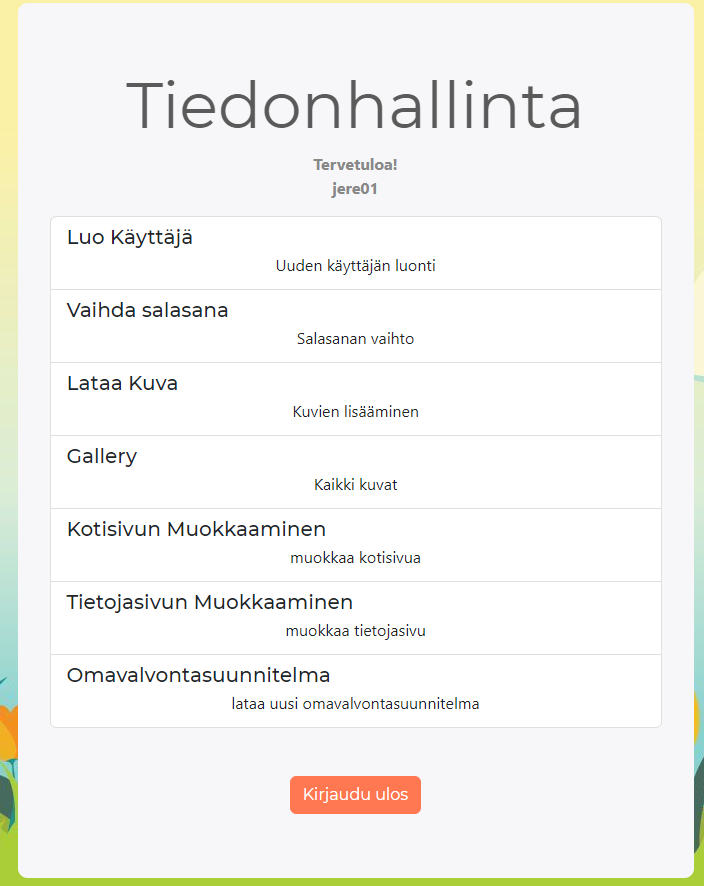 Tiedonhallinta
Tervetuloa!
jere01
Luo Käyttäjä
Uuden käyttäjän luonti
Vaihda salasana
Salasanan vaihto
Lataa Kuva
Kuvien lisääminen
Gallery
Kaikki kuvat
Kotisivun Muokkaaminen
muokkaa kotisivua
Tietojasivun Muokkaaminen
muokkaa tietojasivu
Omavalvontasuunnitelma
lataa uusi omavalvontasuunnitelma
Kirjaudu ulos